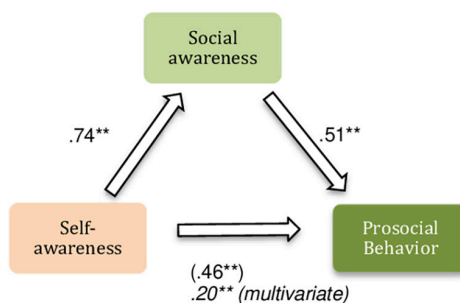 Social
awareness
.74**
.51**
Self-
awareness
Prosocial
Behavior
(.46**)
.20** (multivariate)